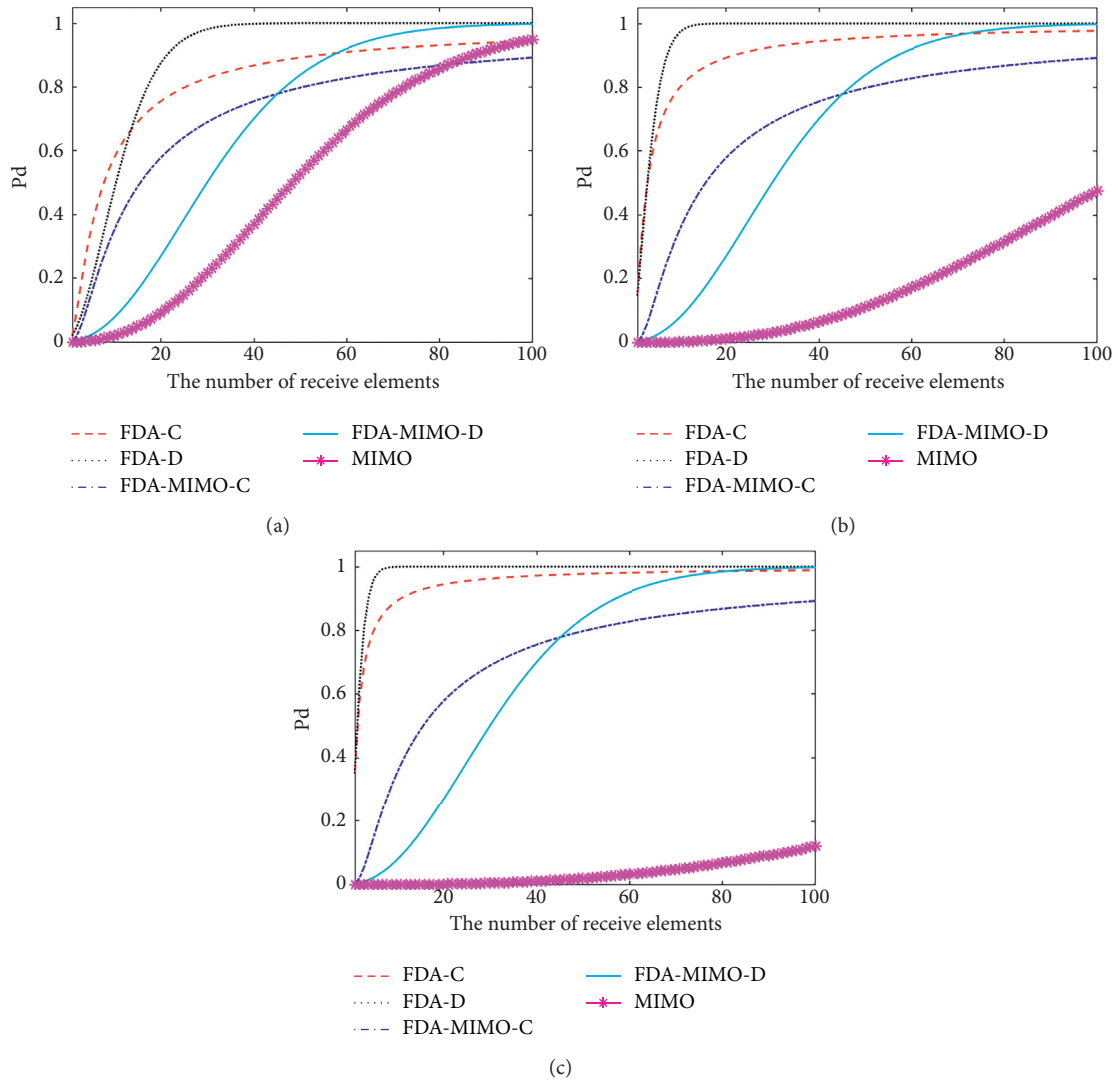 1
0.8
0.6
0.4
0.2
0
Pd
20 40 60 80 100
The number of receive elements
FDA-C
FDA-D
FDA-MIMO-C
FDA-MIMO-D
MIMO
(a)
1
0.8
0.6
0.4
0.2
0
Pd
20 40 60 80 100
The number of receive elements
FDA-C
FDA-D
FDA-MIMO-C
FDA-MIMO-D
MIMO
(b)
1
0.8
0.6
0.4
0.2
0
Pd
20 40 60 80 100
The number of receive elements
FDA-C
FDA-D
FDA-MIMO-C
FDA-MIMO-D
MIMO
(c)